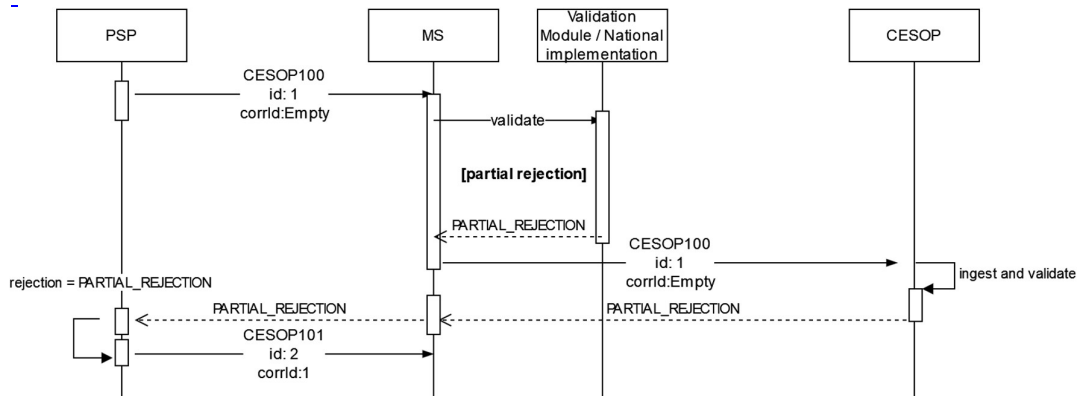 PSP
MS
Validation
Module / National
implementation
CESOP
CESOP100
id: 1
corrId:Empty
validate
[partial rejection]
PARTIAL_REJECTION
CESOP100
id: 1
corrId:Empty
ingest and validate
rejection = PARTIAL_REJECTION
PARTIAL_REJECTION
PARTIAL_REJECTION
CESOP101
id: 2
corrId:1